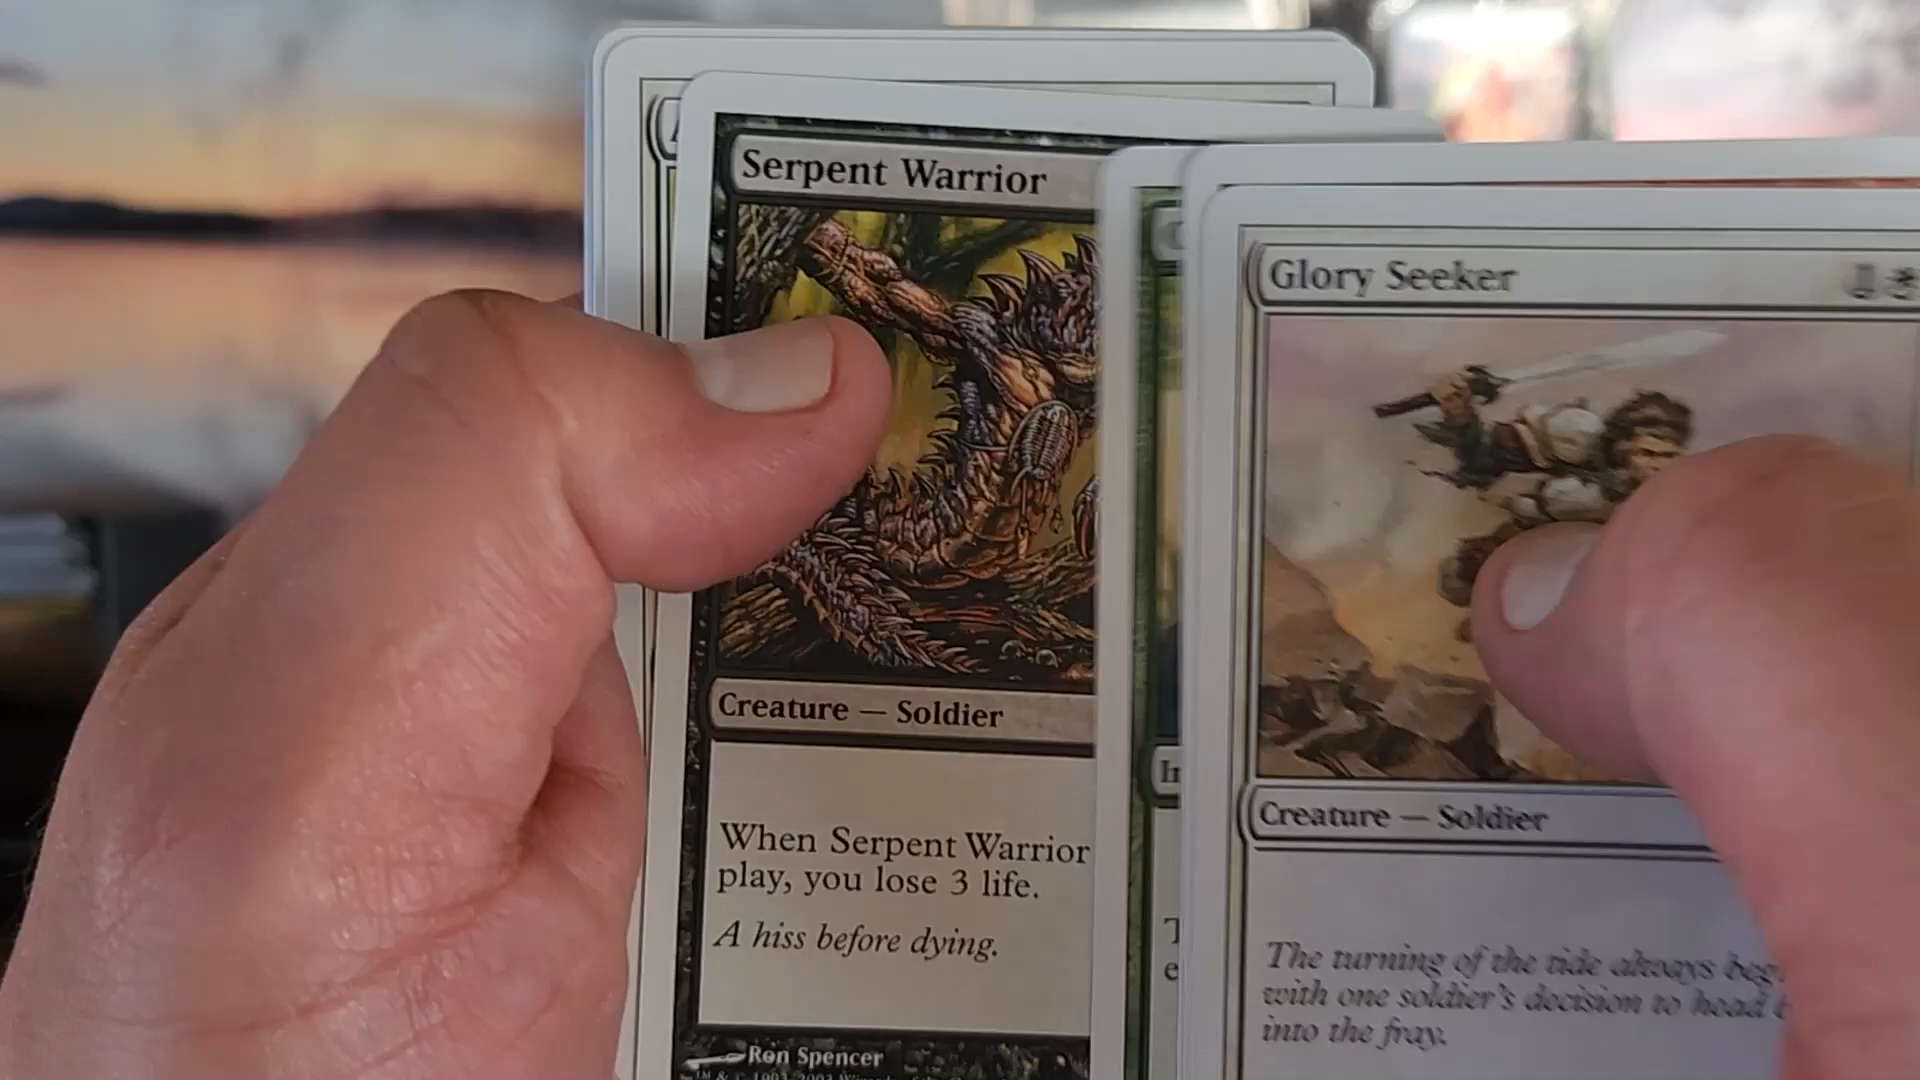 Serpent Warrior
Creature — Soldier
When Serpent Warrior
play, you lose 3 life.
A hiss before dying.
Ron Spencer
Glory Seeker
Creature — Soldier
The turning of the tide always
with one soldier's decision to head
into the fray.